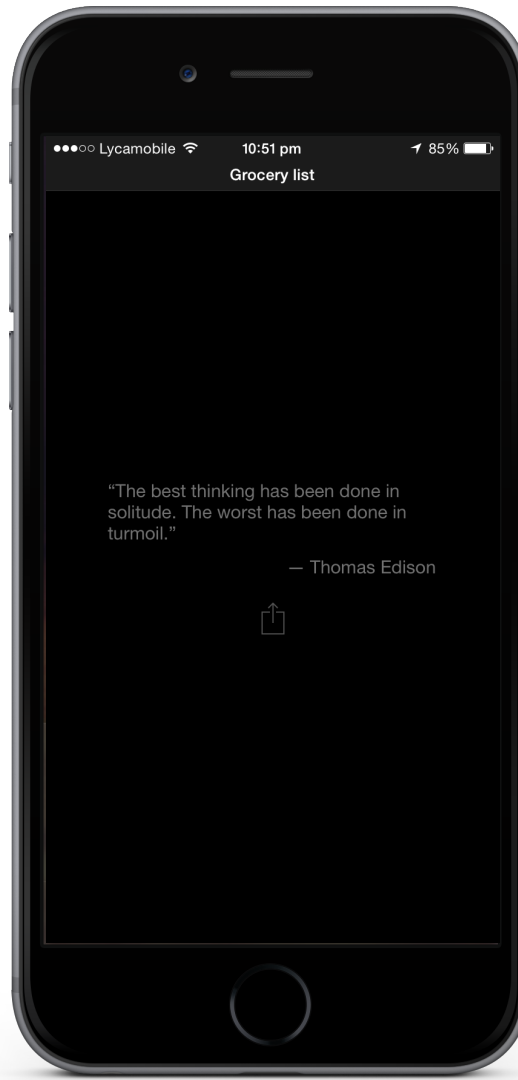 ●●●○○ Lycamobile 10:51 pm 85%
Grocery list
“The best thinking has been done in
solitude. The worst has been done in
turmoil.”
— Thomas Edison